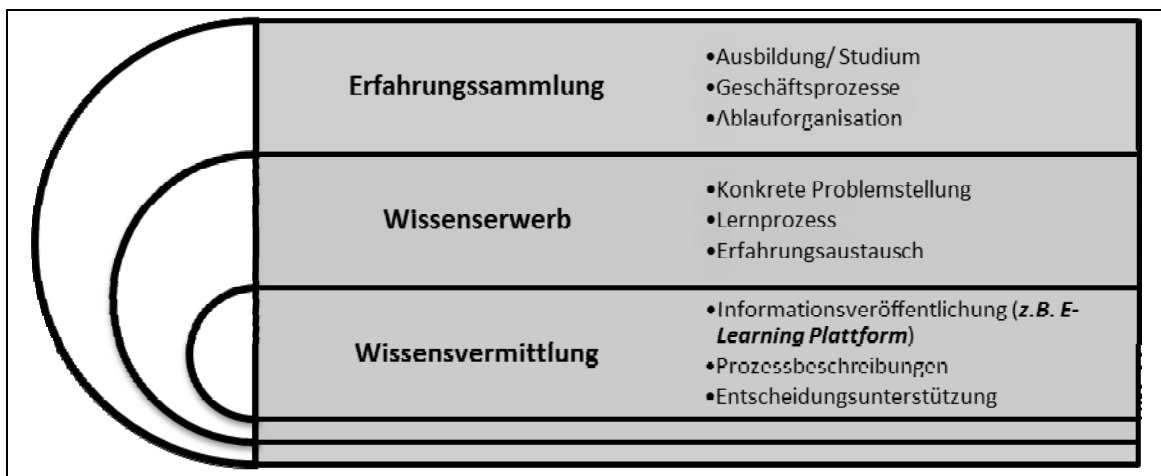 Erfahrungssammlung
•Ausbildung/ Studium
•Geschäftsprozesse
•Ablauforganisation
Wissenserwerb
•Konkrete Problemstellung
•Lernprozess
•Erfahrungsaustausch
Wissensvermittlung
•Informationsveröffentlichung (z.B. E-
Learning Plattform)
•Prozessbeschreibungen
•Entscheidungsunterstützung